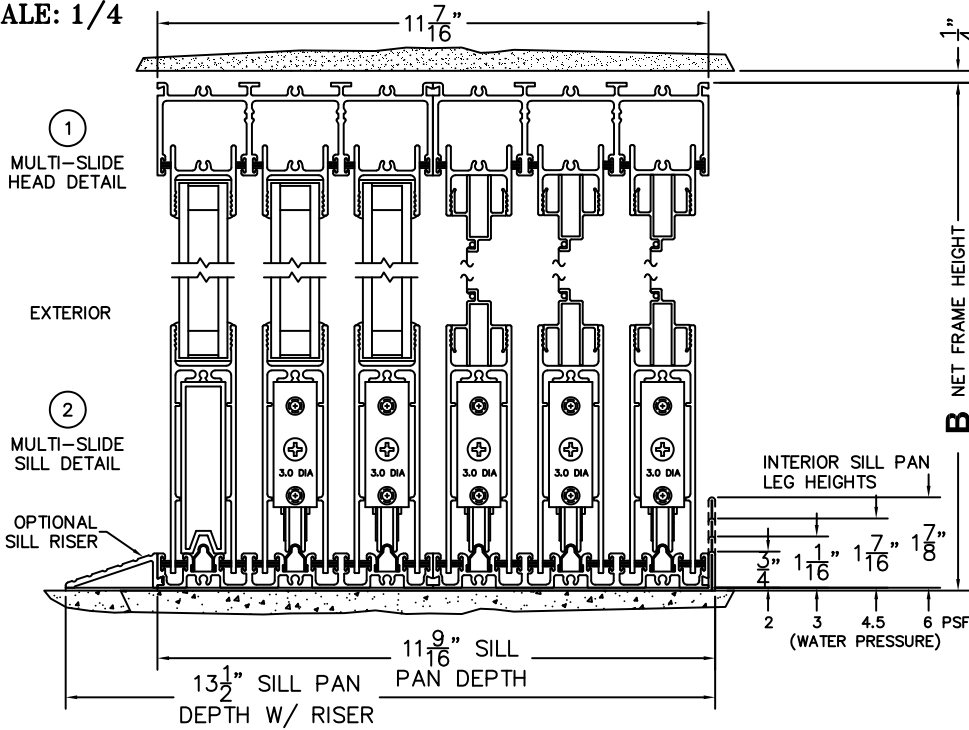 ALE: 1/4
11 7/16"
1/4"
1
MULTI-SLIDE
HEAD DETAIL
EXTERIOR
2
MULTI-SLIDE
SILL DETAIL
OPTIONAL
SILL RISER
3.0 DIA 3.0 DIA 3.0 DIA 3.0 DIA 3.0 DIA
B NET FRAME HEIGHT
INTERIOR SILL PAN
LEG HEIGHTS
3/4" 1 1/16" 1 7/16" 1 7/8"
2 3 4.5 6 PSF
(WATER PRESSURE)
11 9/16" SILL
PAN DEPTH
13 1/2" SILL PAN
DEPTH W/ RISER